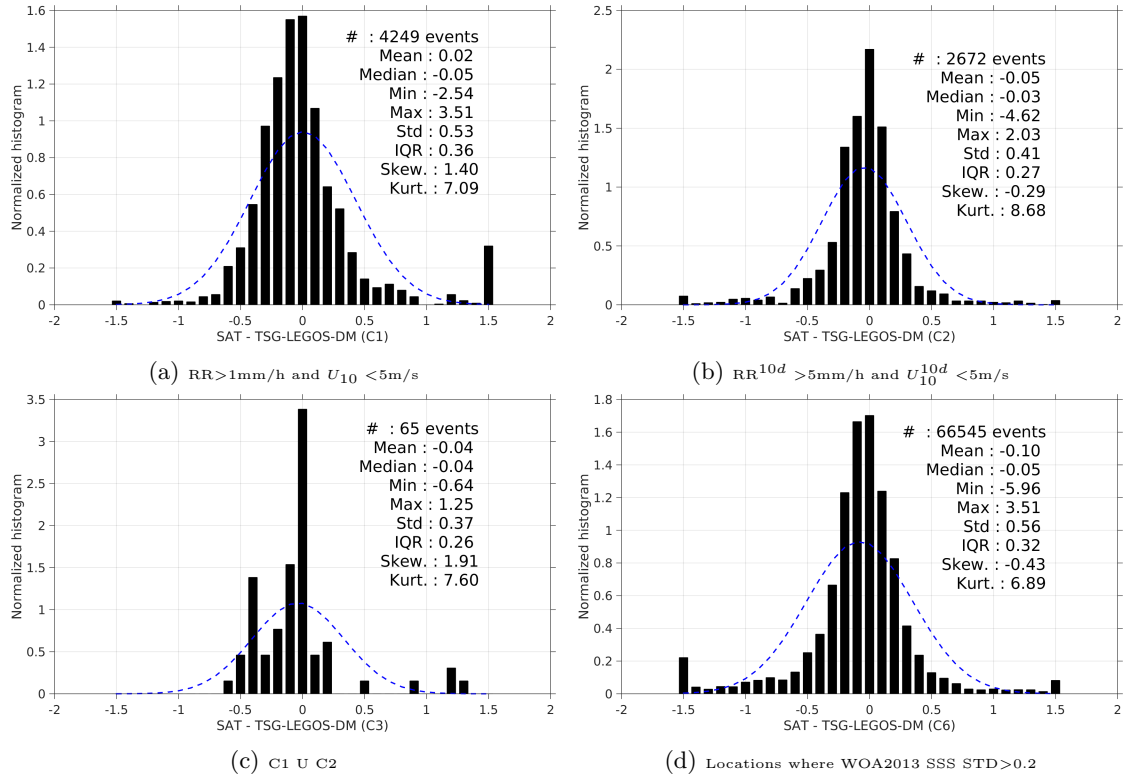 # : 4249 events
Mean : 0.02
Median : -0.05
Min : -2.54
Max : 3.51
Std : 0.53
IQR : 0.36
Skew. : 1.40
Kurt. : 7.09
Normalized histogram
1.6
1.4
1.2
1
0.8
0.6
0.4
0.2
0
-2 -1.5 -1 -0.5 0 0.5 1 1.5 2
SAT - TSG-LEGOS-DM (C1)
(a) RR>1mm/h and U₁₀ <5m/s
# : 2672 events
Mean : -0.05
Median : -0.03
Min : -4.62
Max : 2.03
Std : 0.41
IQR : 0.27
Skew. : -0.29
Kurt. : 8.68
Normalized histogram
2.5
2
1.5
1
0.5
0
-2 -1.5 -1 -0.5 0 0.5 1 1.5 2
SAT - TSG-LEGOS-DM (C2)
(b) RR^10d >5mm/h and U₁₀^10d <5m/s
# : 65 events
Mean : -0.04
Median : -0.04
Min : -0.64
Max : 1.25
Std : 0.37
IQR : 0.26
Skew. : 1.91
Kurt. : 7.60
Normalized histogram
3.5
3
2.5
2
1.5
1
0.5
0
-2 -1.5 -1 -0.5 0 0.5 1 1.5 2
SAT - TSG-LEGOS-DM (C3)
(c) C1 U C2
# : 66545 events
Mean : -0.10
Median : -0.05
Min : -5.96
Max : 3.51
Std : 0.56
IQR : 0.32
Skew. : -0.43
Kurt. : 6.89
Normalized histogram
1.8
1.6
1.4
1.2
1
0.8
0.6
0.4
0.2
0
-2 -1.5 -1 -0.5 0 0.5 1 1.5 2
SAT - TSG-LEGOS-DM (C6)
(d) Locations where WOA2013 SSS STD>0.2